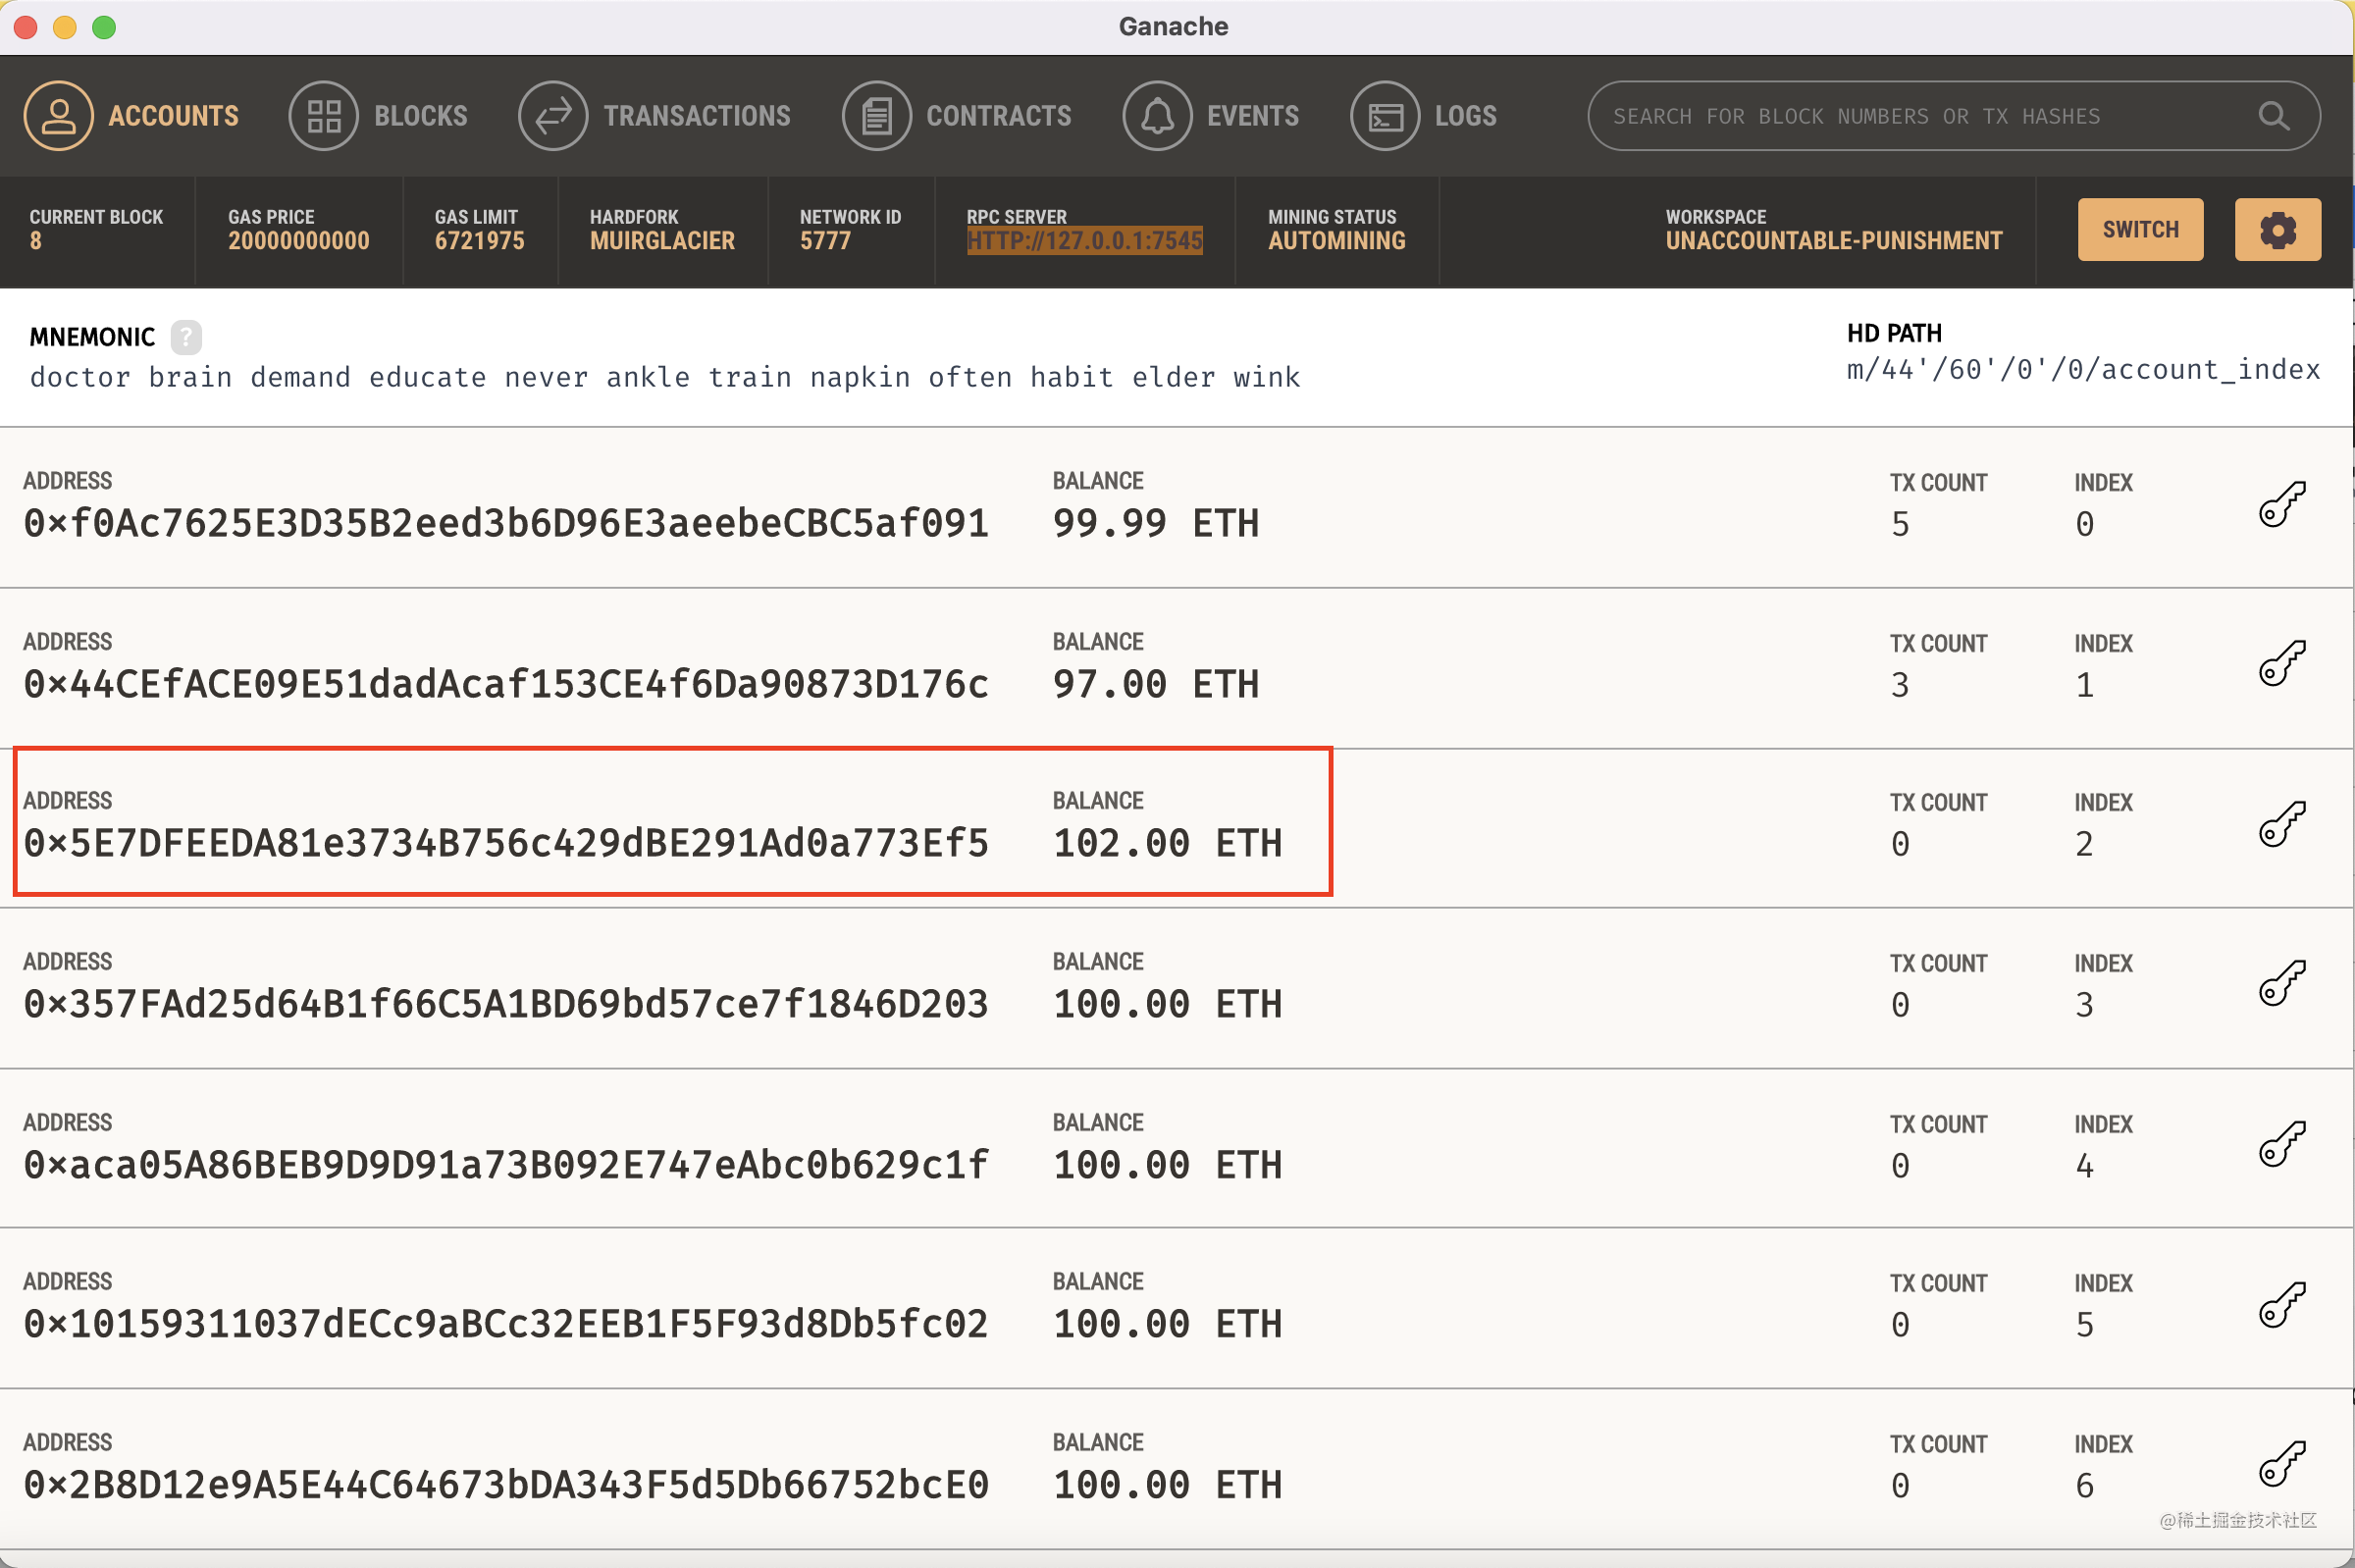 Ganache
ACCOUNTS BLOCKS TRANSACTIONS CONTRACTS EVENTS LOGS SEARCH FOR BLOCK NUMBERS OR TX HASHES
CURRENT BLOCK GAS PRICE GAS LIMIT HARDFORK NETWORK ID RPC SERVER MINING STATUS WORKSPACE
8 20000000000 6721975 MUIRGLACIER 5777 HTTP://127.0.0.1:7545 AUTOMINING UNACCOUNTABLE-PUNISHMENT SWITCH
MNEMONIC ? HD PATH
doctor brain demand educate never ankle train napkin often habit elder wink m/44'/60'/0'/0/account_index
ADDRESS BALANCE TX COUNT INDEX
0×f0Ac7625E3D35B2eed3b6D96E3aeebeCBC5af091 99.99 ETH 5 0
ADDRESS BALANCE TX COUNT INDEX
0×44CEfACE09E51dadAcaf153CE4f6Da90873D176c 97.00 ETH 3 1
ADDRESS BALANCE TX COUNT INDEX
0×5E7DFEEDA81e3734B756c429dBE291Ad0a773Ef5 102.00 ETH 0 2
ADDRESS BALANCE TX COUNT INDEX
0×357FAd25d64B1f66C5A1BD69bd57ce7f1846D203 100.00 ETH 0 3
ADDRESS BALANCE TX COUNT INDEX
0×aca05A86BEB9D9D91a73B092E747eAbc0b629c1f 100.00 ETH 0 4
ADDRESS BALANCE TX COUNT INDEX
0×10159311037dECc9aBCc32EEB1F5F93d8Db5fc02 100.00 ETH 0 5
ADDRESS BALANCE TX COUNT INDEX
0×2B8D12e9A5E44C64673bDA343F5d5Db66752bcE0 100.00 ETH 0 6
@稀土掘金技术社区